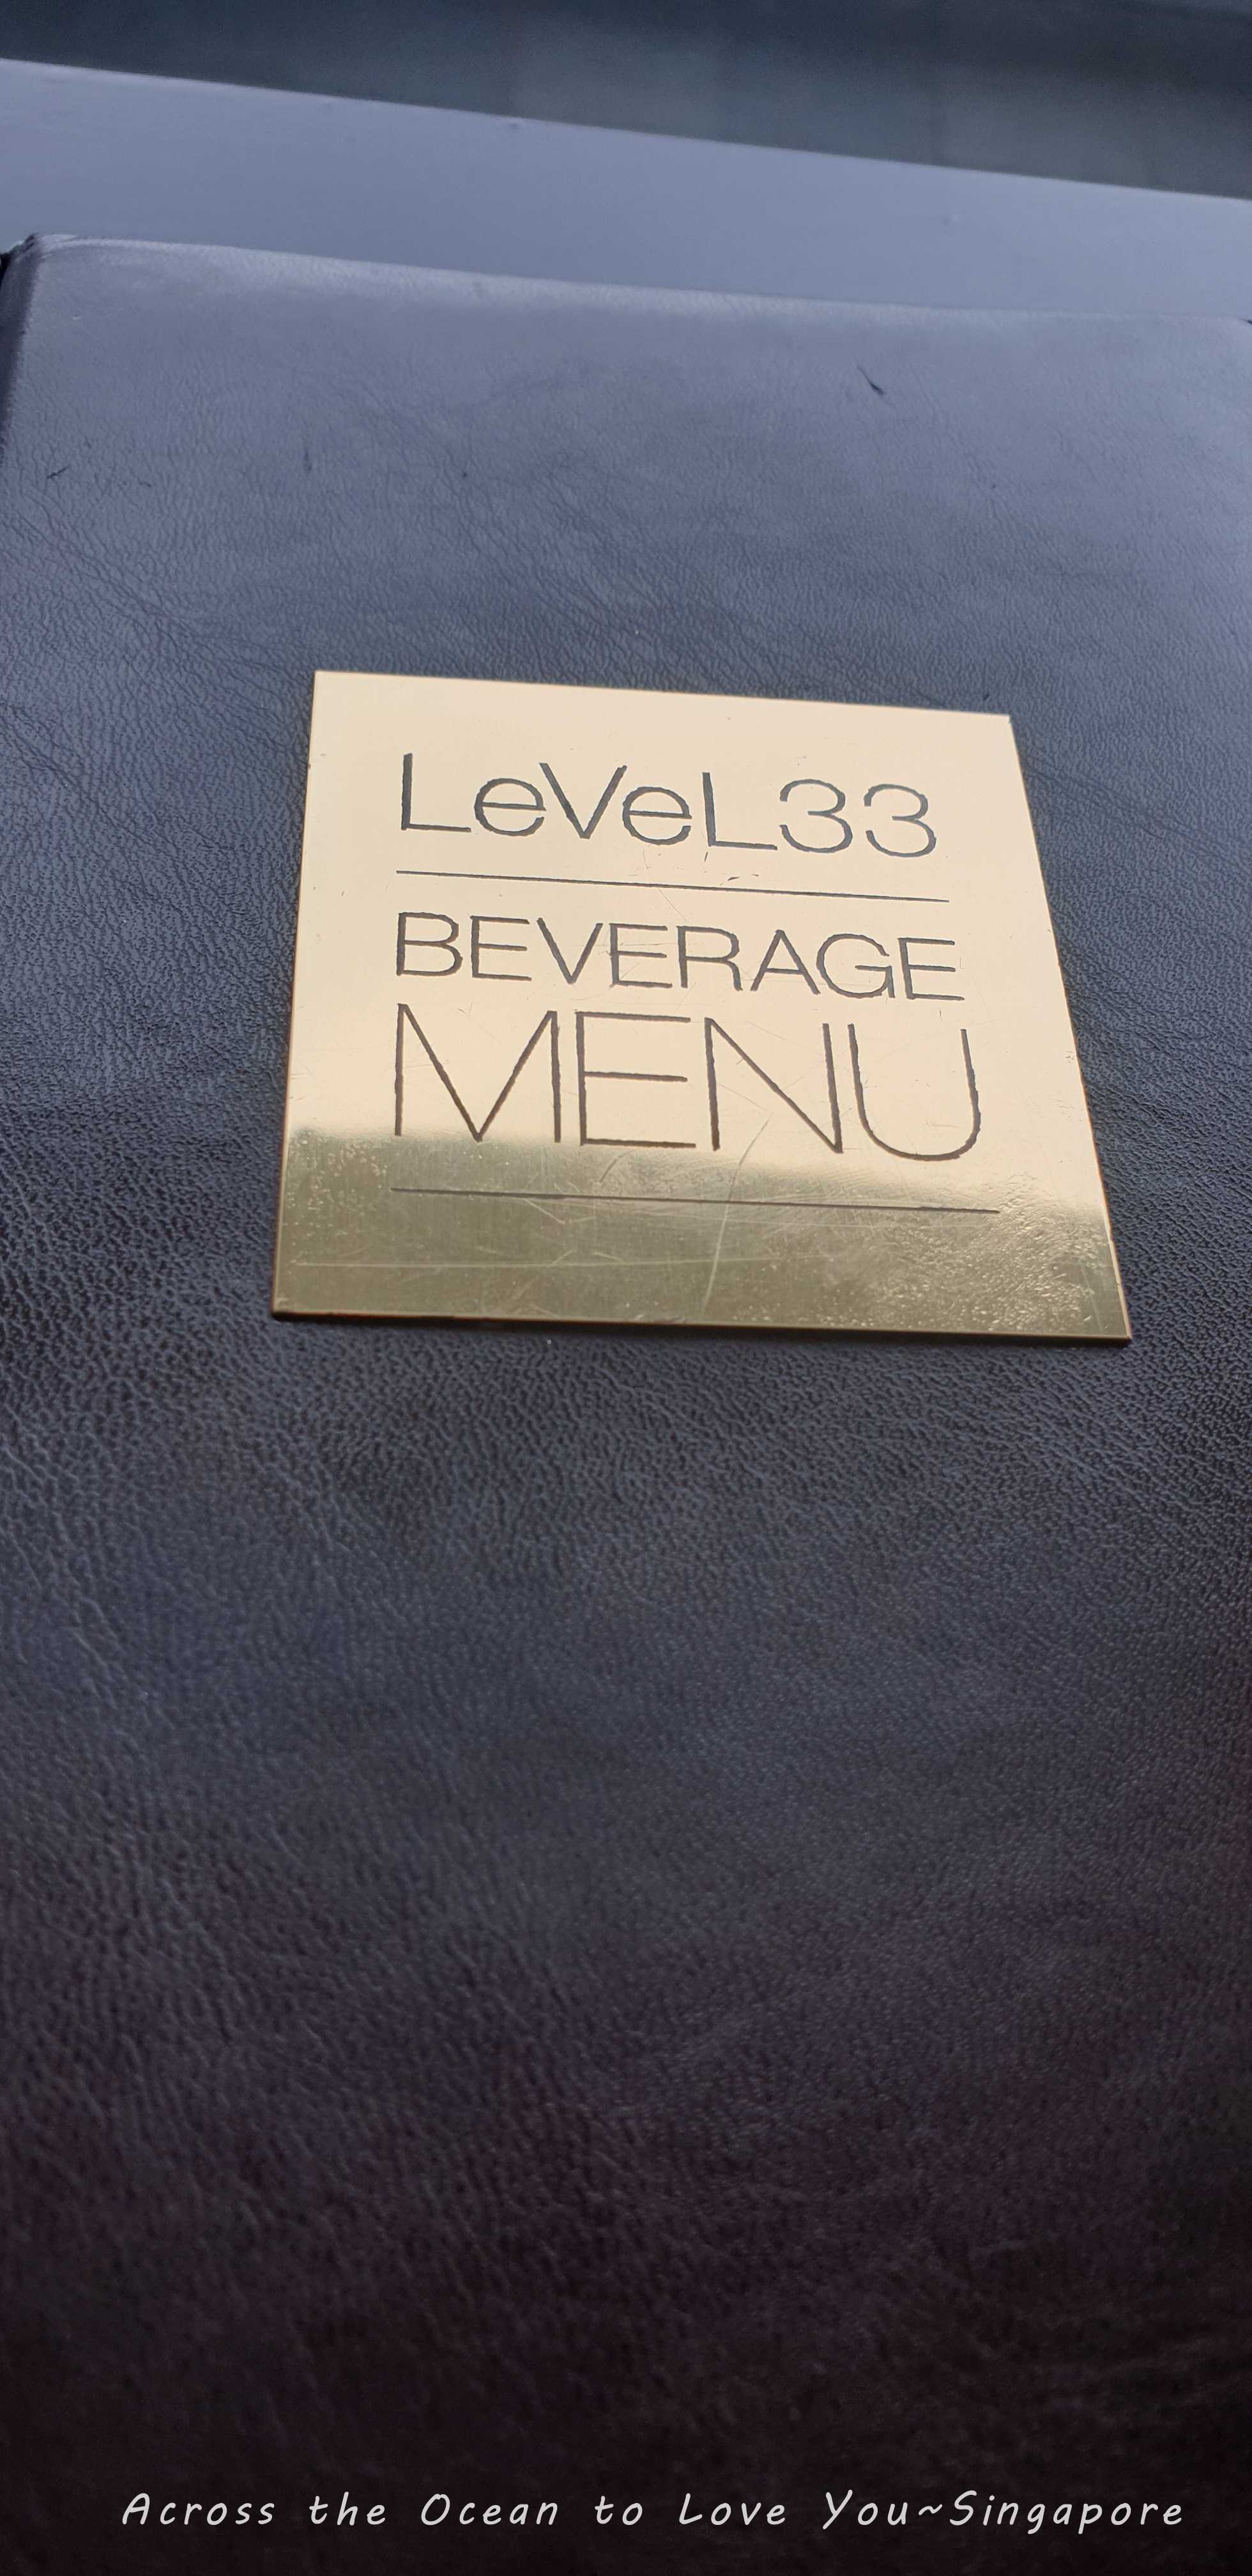 LeVeL33
BEVERAGE
MENU
Across the Ocean to Love You~Singapore